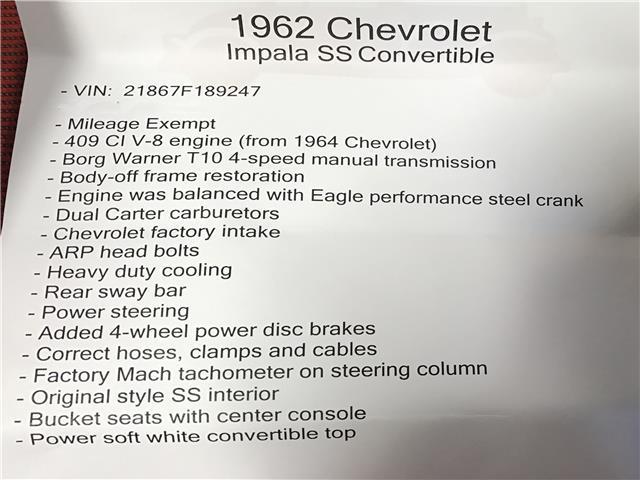 1962 Chevrolet
Impala SS Convertible
- VIN: 21867F189247
- Mileage Exempt
- 409 CI V-8 engine (from 1964 Chevrolet)
- Borg Warner T10 4-speed manual transmission
- Body-off frame restoration
- Engine was balanced with Eagle performance steel crank
- Dual Carter carburetors
- Chevrolet factory intake
- ARP head bolts
- Heavy duty cooling
- Rear sway bar
- Power steering
- Added 4-wheel power disc brakes
- Correct hoses, clamps and cables
- Factory Mach tachometer on steering column
- Original style SS interior
- Bucket seats with center console
- Power soft white convertible top